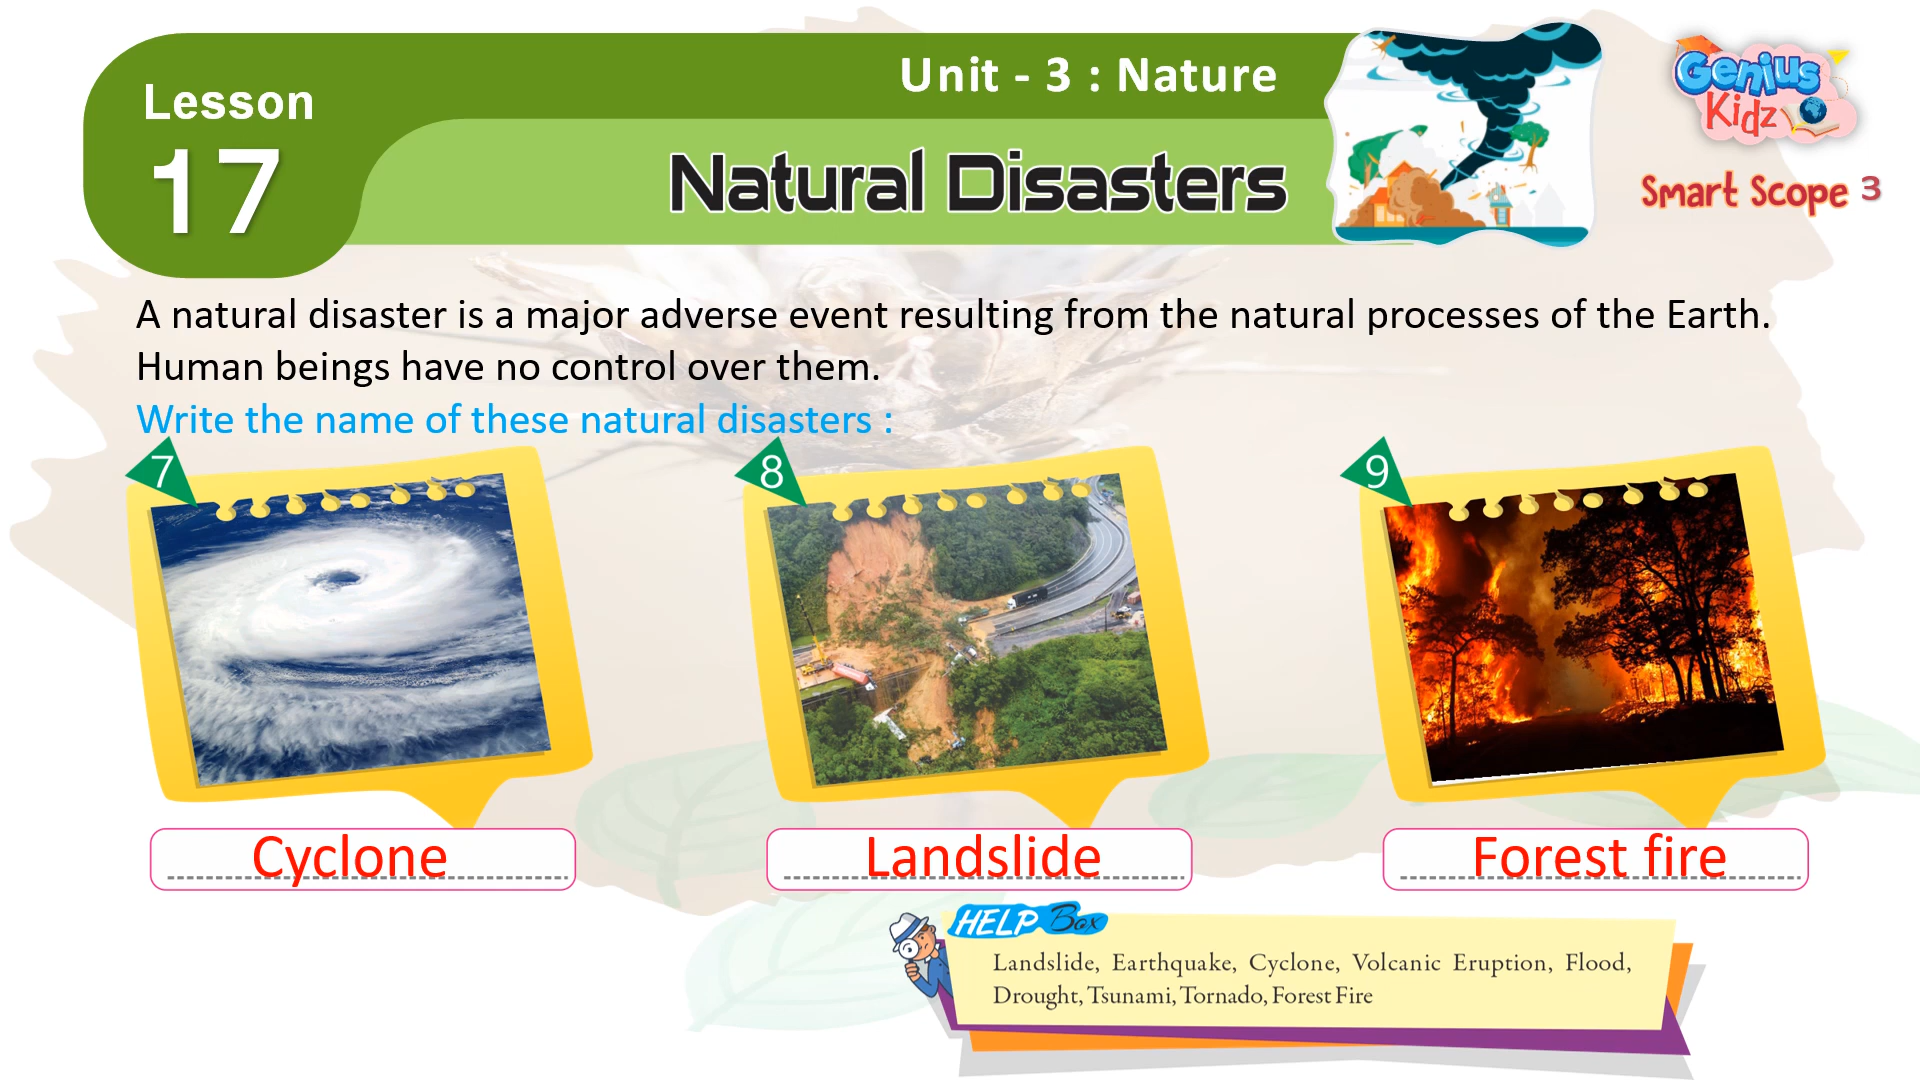 Unit - 3 : Nature
Lesson
17
Natural Disasters
Genius
Kidz
Smart Scope 3
A natural disaster is a major adverse event resulting from the natural processes of the Earth.
Human beings have no control over them.
Write the name of these natural disasters :
7
8
9
Cyclone
Landslide
Forest fire
HELP Box
Landslide, Earthquake, Cyclone, Volcanic Eruption, Flood,
Drought, Tsunami, Tornado, Forest Fire